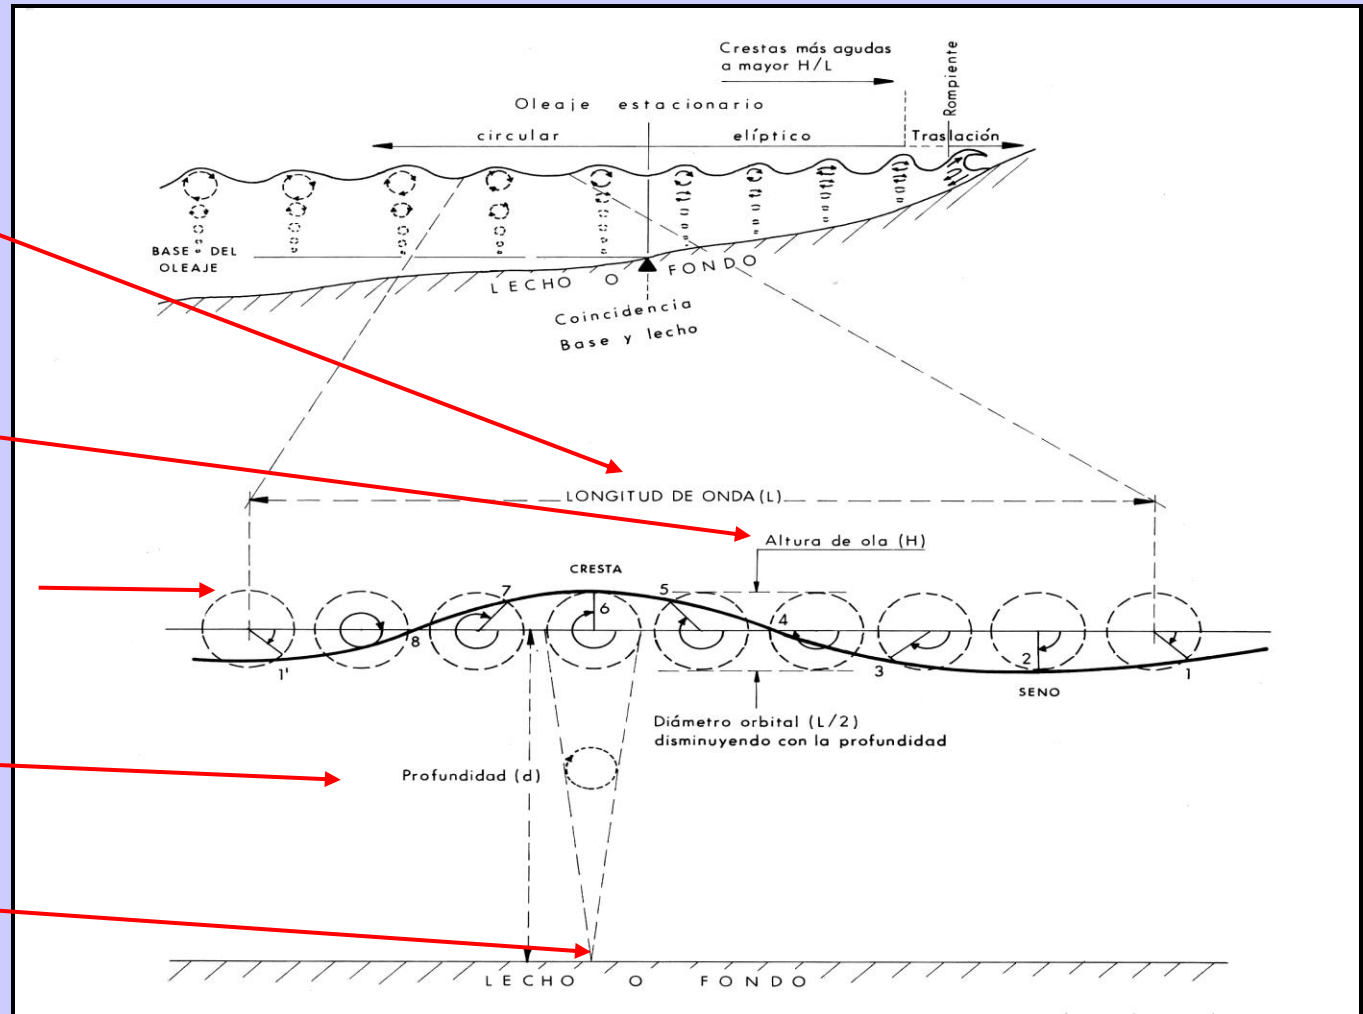 Crestas más agudas
a mayor H/L
Rompiente
Oleaje estacionario
circular
elíptico
Traslación
BASE DEL
OLEAJE
LECHO O FONDO
Coincidencia
Base y lecho
LONGITUD DE ONDA (L)
Altura de ola (H)
CRESTA
7
5
6
8
4
1'
3
2
1
SENO
Diámetro orbital (L/2)
disminuyendo con la profundidad
Profundidad (d)
LECHO O FONDO